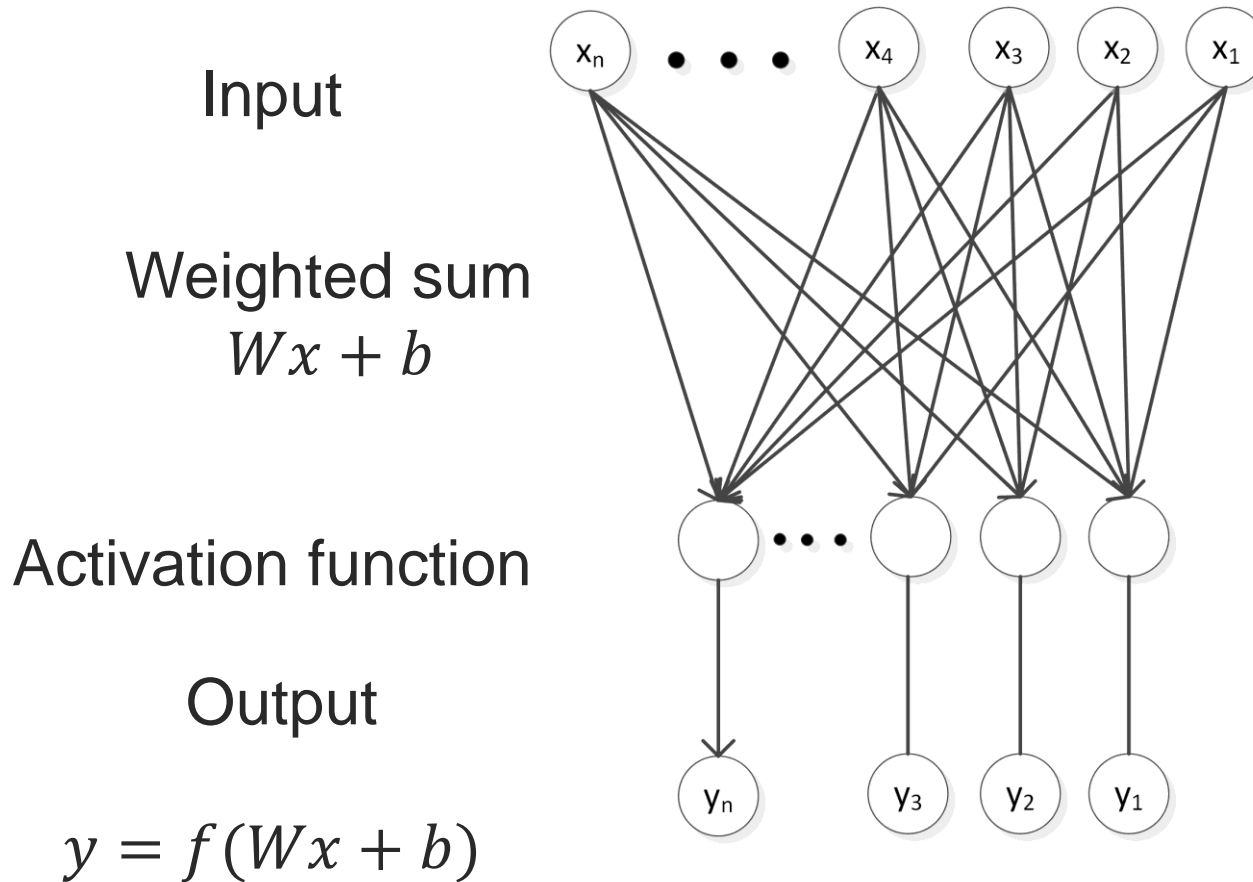 xₙ • • • x₄ x₃ x₂ x₁
Input
Weighted sum
𝑊𝑥 + 𝑏
Activation function
• • •
Output
yₙ y₃ y₂ y₁
𝑦 = 𝑓(𝑊𝑥 + 𝑏)